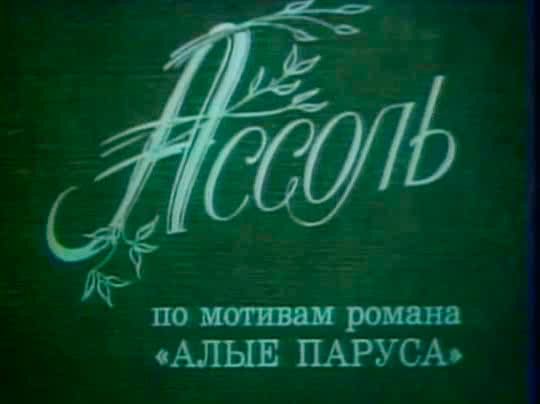 Ассоль
по мотивам романа
«АЛЫЕ ПАРУСА»